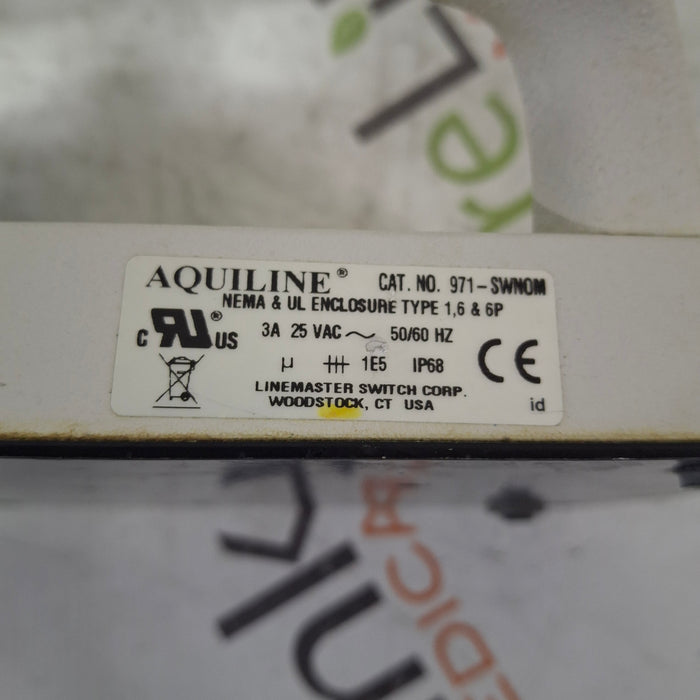 AQUILINE® CAT. NO. 971-SWNOM
NEMA & UL ENCLOSURE TYPE 1,6 & 6P
C RU® US 3A 25 VAC ~ 50/60 HZ
µ 1E5 IP68 CE
LINEMASTER SWITCH CORP.
WOODSTOCK, CT USA
id